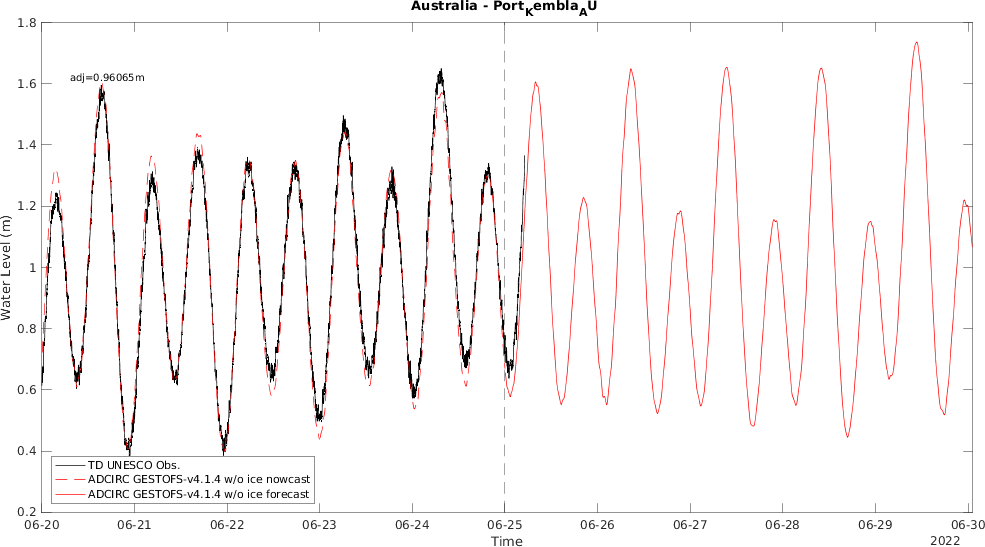 Australia - Port_Kembla_AU
adj=0.96065m
Water Level (m)
1.8
1.6
1.4
1.2
1
0.8
0.6
0.4
0.2
TD UNESCO Obs.
ADCIRC GESTOFS-v4.1.4 w/o ice nowcast
ADCIRC GESTOFS-v4.1.4 w/o ice forecast
06-20 06-21 06-22 06-23 06-24 06-25 06-26 06-27 06-28 06-29 06-30
Time
2022